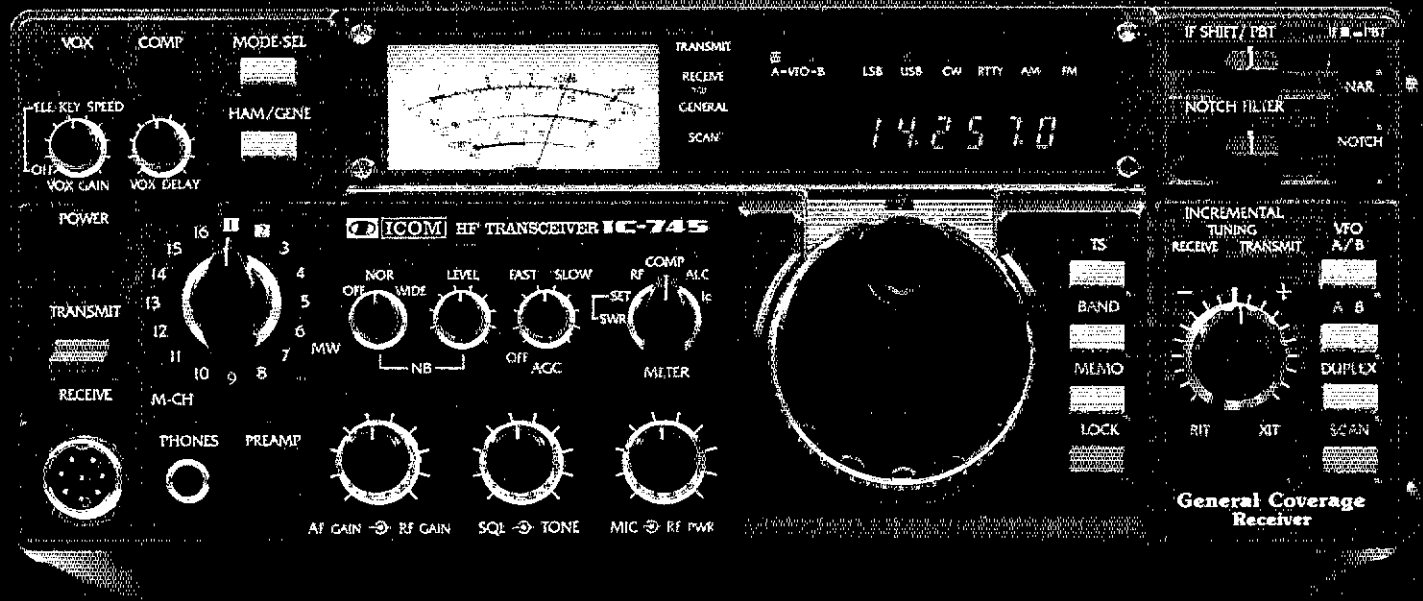 VOX COMP MODE-SEL
ELE-KEY SPEED
HAM/GENE
OFF
VOX GAIN VOX DELAY
TRANSMIT
RECEIVE
GENERAL
SCAN
A-VFO-B LSB USB CW RTTY AM FM
14.257.0
IF SHIFT/PBT
NAR
NOTCH FILTER
NOTCH
POWER
TRANSMIT
RECEIVE
16 1 2 3 4 5 6 7 8 9 10 11 12 13 14 15
MW
M-CH
PHONES PREAMP
ICOM HF TRANSCEIVER IC-745
OFF NOR WIDE LEVEL
NB
FAST SLOW
OFF AGC
RF COMP ALC
SET Ic
SWR
METER
AF GAIN RF GAIN SQL TONE MIC RF PWR
TS
BAND
MEMO
LOCK
INCREMENTAL
TUNING
RECEIVE TRANSMIT
- +
RIT XIT
VFO
A/B
A B
DUPLEX
SCAN
General Coverage
Receiver